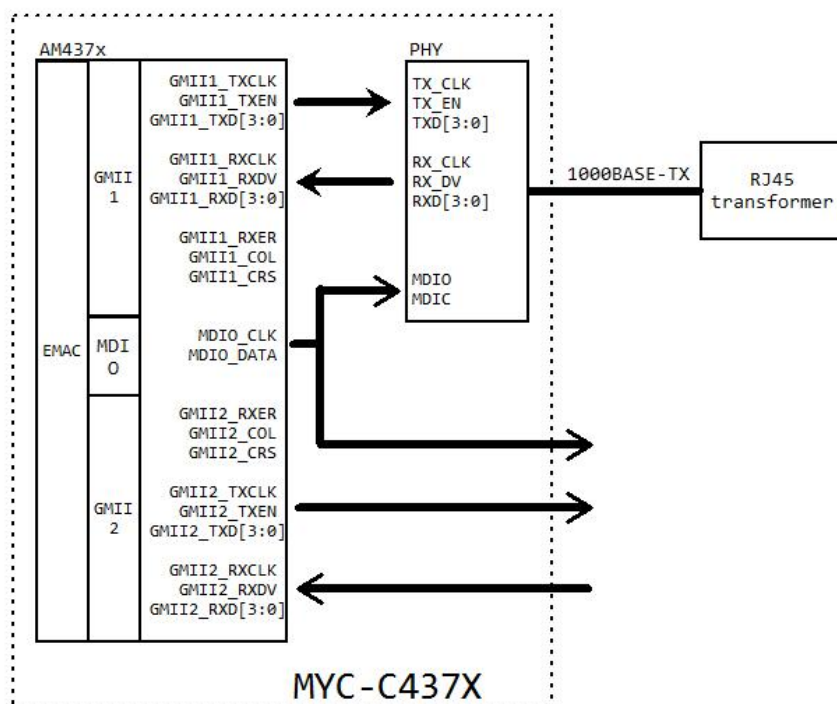 AM437x
PHY
GMII1_TXCLK
GMII1_TXEN
GMII1_TXD[3:0]
TX_CLK
TX_EN
TXD[3:0]
GMII
1
GMII1_RXCLK
GMII1_RXDV
GMII1_RXD[3:0]
RX_CLK
RX_DV
RXD[3:0]
1000BASE-TX
RJ45
transformer
GMII1_RXER
GMII1_COL
GMII1_CRS
MDIO
MDIC
EMAC
MDI
O
MDIO_CLK
MDIO_DATA
GMII2_RXER
GMII2_COL
GMII2_CRS
GMII
2
GMII2_TXCLK
GMII2_TXEN
GMII2_TXD[3:0]
GMII2_RXCLK
GMII2_RXDV
GMII2_RXD[3:0]
MYC-C437X